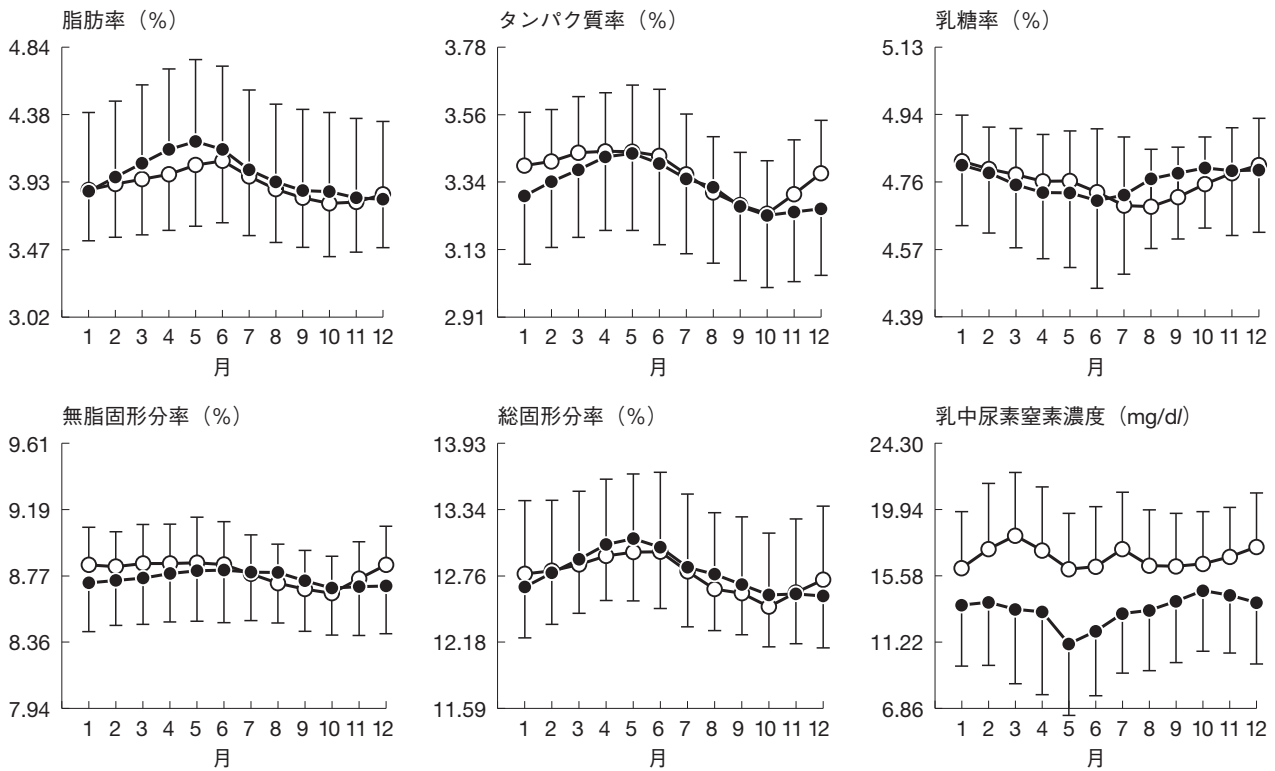 脂肪率（%）
4.84
4.38
3.93
3.47
3.02
1 2 3 4 5 6 7 8 9 10 11 12
月
タンパク質率（%）
3.78
3.56
3.34
3.13
2.91
1 2 3 4 5 6 7 8 9 10 11 12
月
乳糖率（%）
5.13
4.94
4.76
4.57
4.39
1 2 3 4 5 6 7 8 9 10 11 12
月
無脂固形分率（%）
9.61
9.19
8.77
8.36
7.94
1 2 3 4 5 6 7 8 9 10 11 12
月
総固形分率（%）
13.93
13.34
12.76
12.18
11.59
1 2 3 4 5 6 7 8 9 10 11 12
月
乳中尿素窒素濃度（mg/dl）
24.30
19.94
15.58
11.22
6.86
1 2 3 4 5 6 7 8 9 10 11 12
月